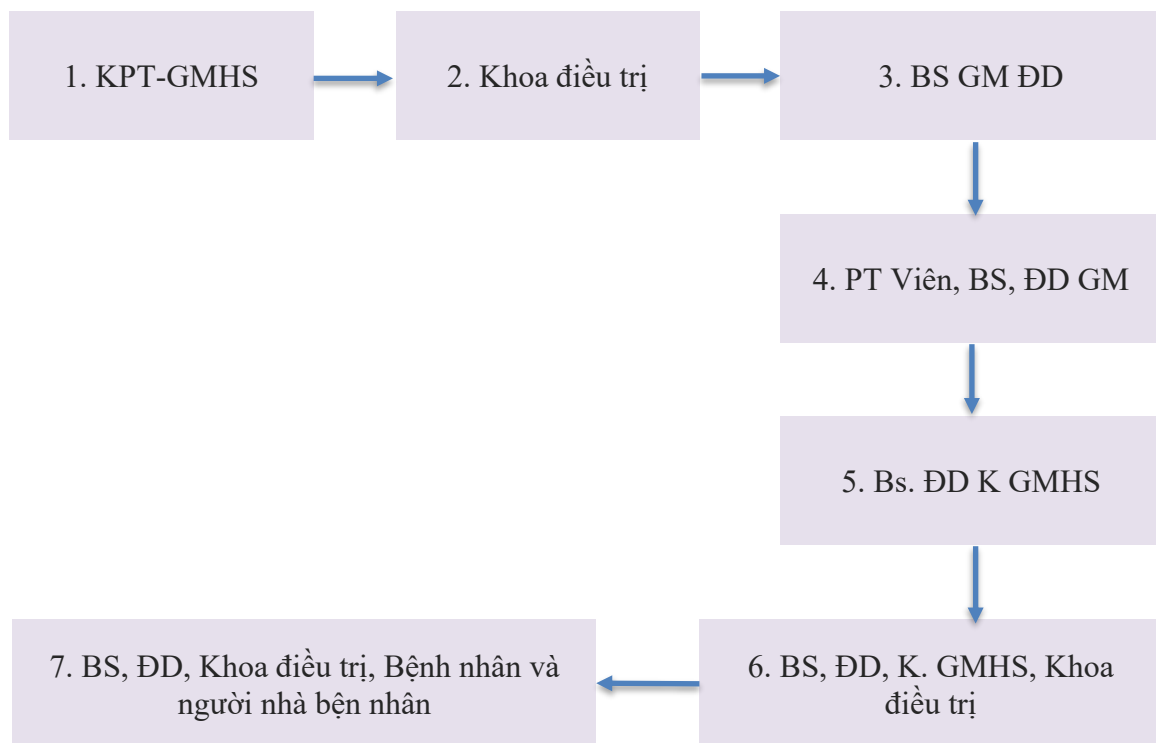 1. KPT-GMHS
2. Khoa điều trị
3. BS GM ĐD
4. PT Viên, BS, ĐD GM
5. Bs. ĐD K GMHS
6. BS, ĐD, K. GMHS, Khoa
điều trị
7. BS, ĐD, Khoa điều trị, Bệnh nhân và
người nhà bện nhân